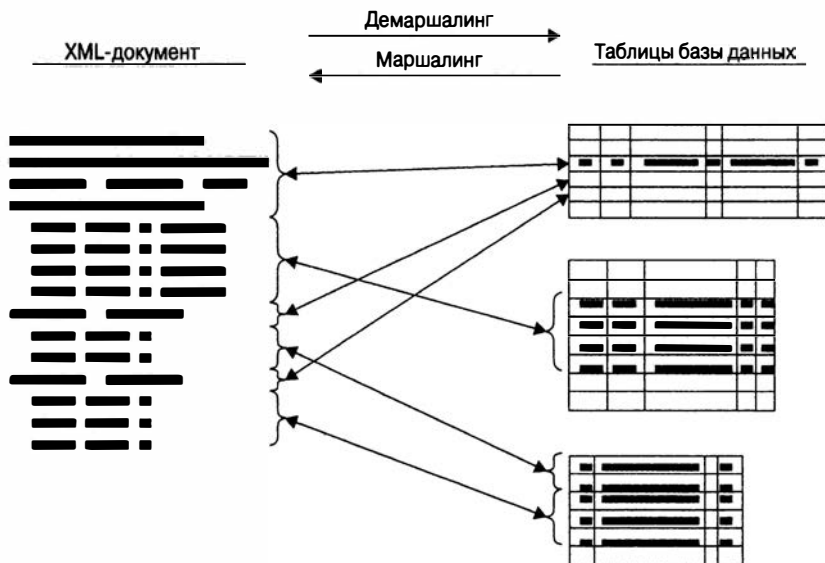 Демаршалинг
XML-документ
Маршалинг
Таблицы базы данных